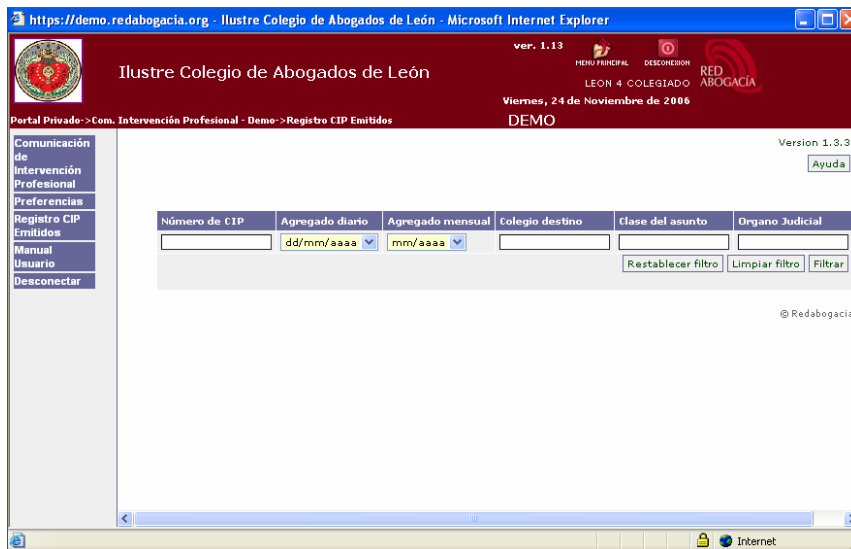 https://demo.redabogacia.org - Ilustre Colegio de Abogados de León - Microsoft Internet Explorer
ver. 1.13
MENU PRINCIPAL DESCONEXION
RED
ABOGACÍA
Ilustre Colegio de Abogados de León
LEON 4 COLEGIADO
Viernes, 24 de Noviembre de 2006
Portal Privado->Com. Intervención Profesional - Demo->Registro CIP Emitidos
DEMO
Comunicación
de
Intervención
Profesional
Preferencias
Registro CIP
Emitidos
Manual
Usuario
Desconectar
Version 1.3.3
Ayuda
Número de CIP Agregado diario Agregado mensual Colegio destino Clase del asunto Organo Judicial
dd/mm/aaaa mm/aaaa
Restablecer filtro Limpiar filtro Filtrar
© Redabogacia
Internet